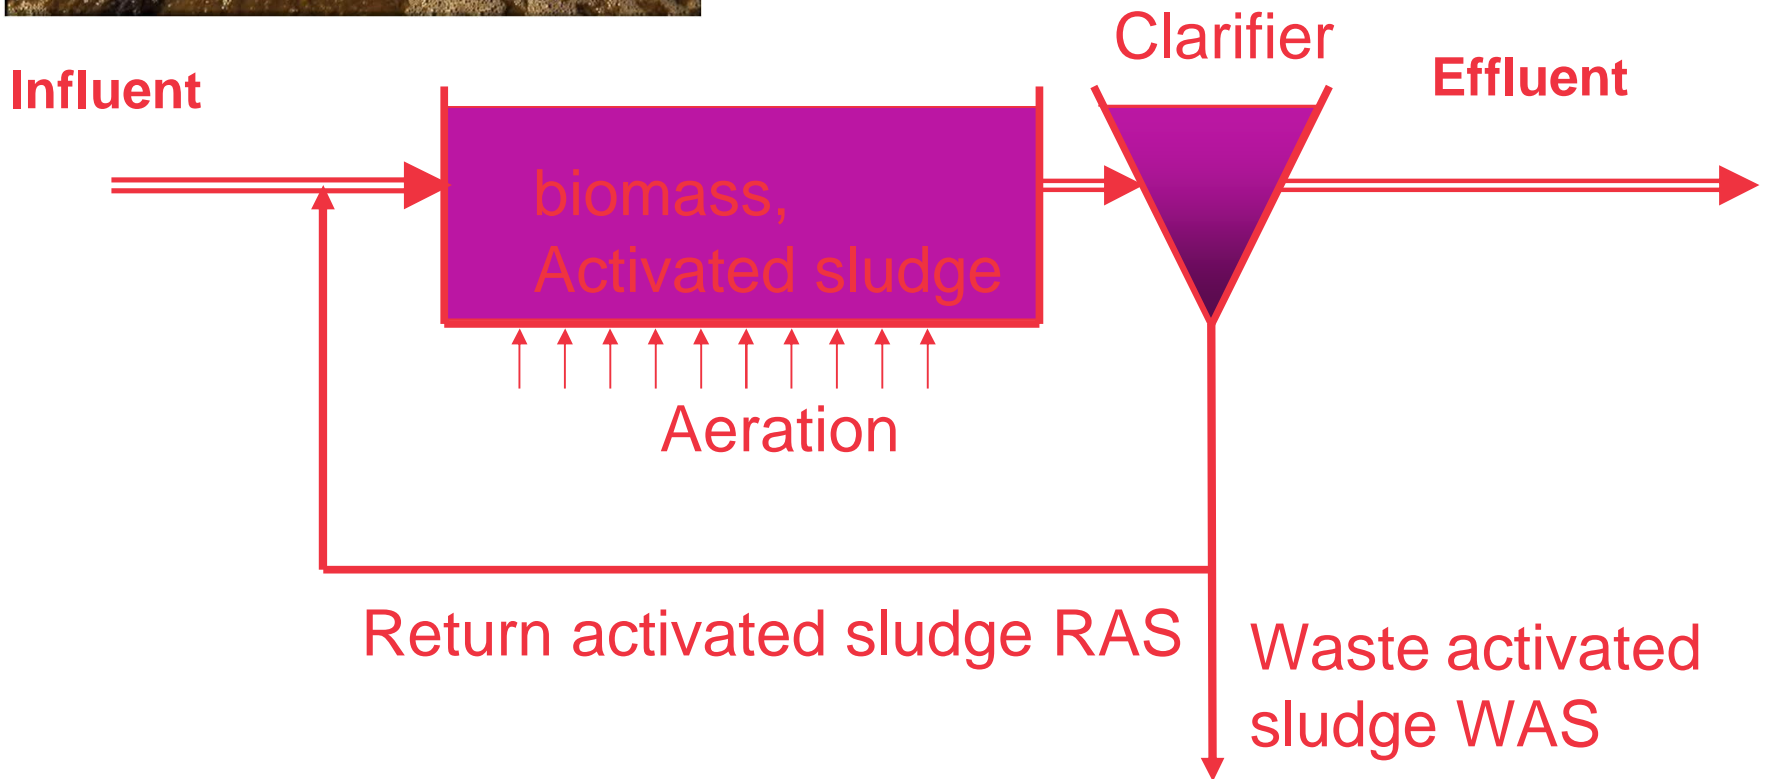 Clarifier
Influent
Effluent
biomass,
Activated sludge
Aeration
Return activated sludge RAS
Waste activated
sludge WAS